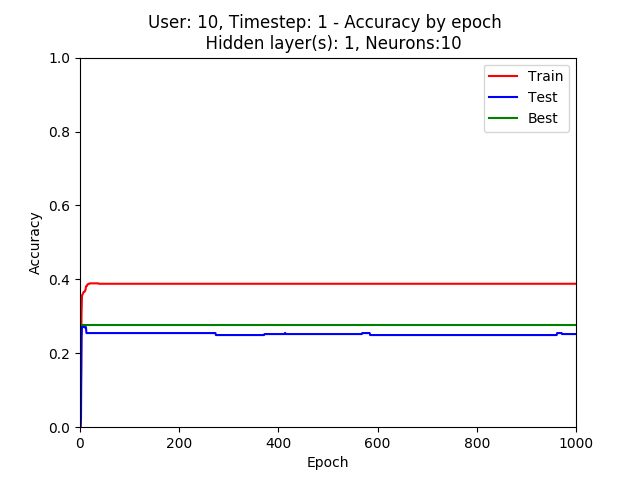 User: 10, Timestep: 1 - Accuracy by epoch
Hidden layer(s): 1, Neurons:10
1.0
0.8
0.6
0.4
0.2
0.0
Accuracy
Train
Test
Best
0 200 400 600 800 1000
Epoch